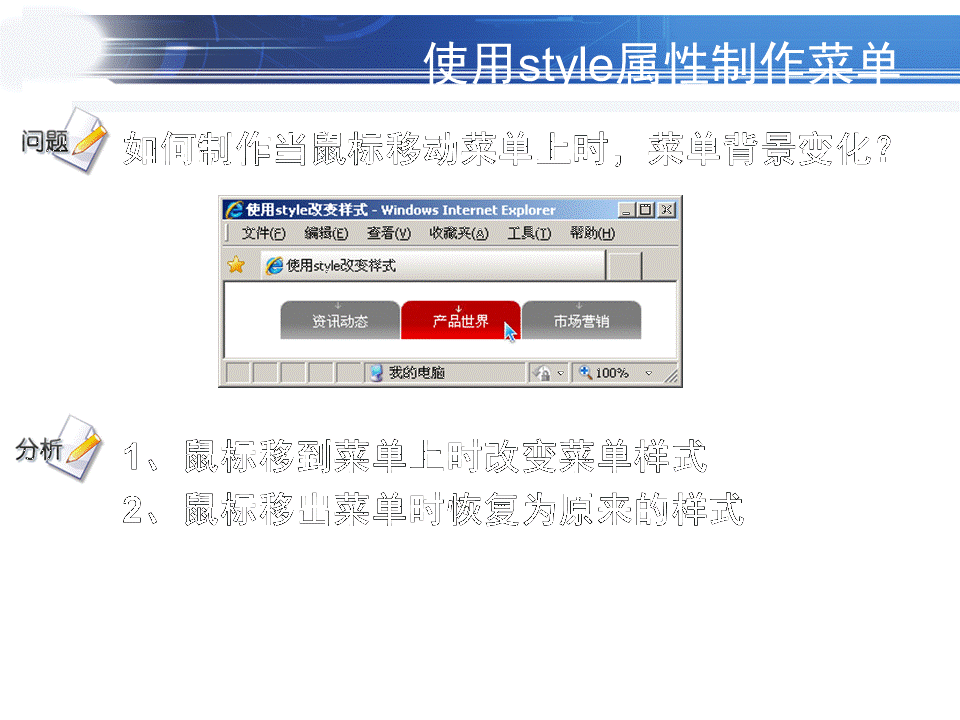 使用style属性制作菜单
问题
如何制作当鼠标移动菜单上时，菜单背景变化？
使用style改变样式 - Windows Internet Explorer
文件(F) 编辑(E) 查看(V) 收藏夹(A) 工具(T) 帮助(H)
使用style改变样式
资讯动态 产品世界 市场营销
我的电脑 100%
分析
1、鼠标移到菜单上时改变菜单样式
2、鼠标移出菜单时恢复为原来的样式